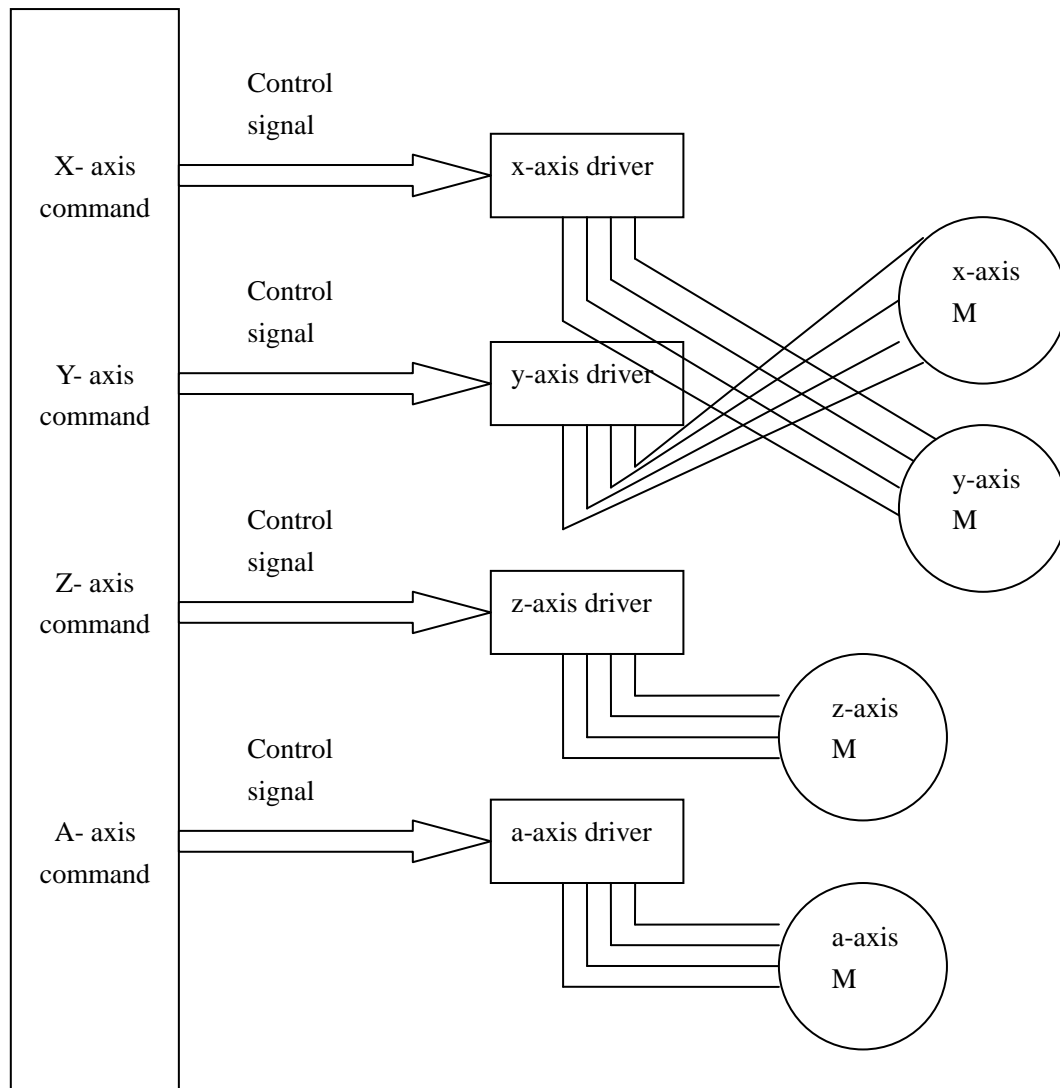 Control
signal
X- axis
command
x-axis driver
x-axis
M
Control
signal
Y- axis
command
y-axis driver
y-axis
M
Control
signal
Z- axis
command
z-axis driver
z-axis
M
Control
signal
A- axis
command
a-axis driver
a-axis
M